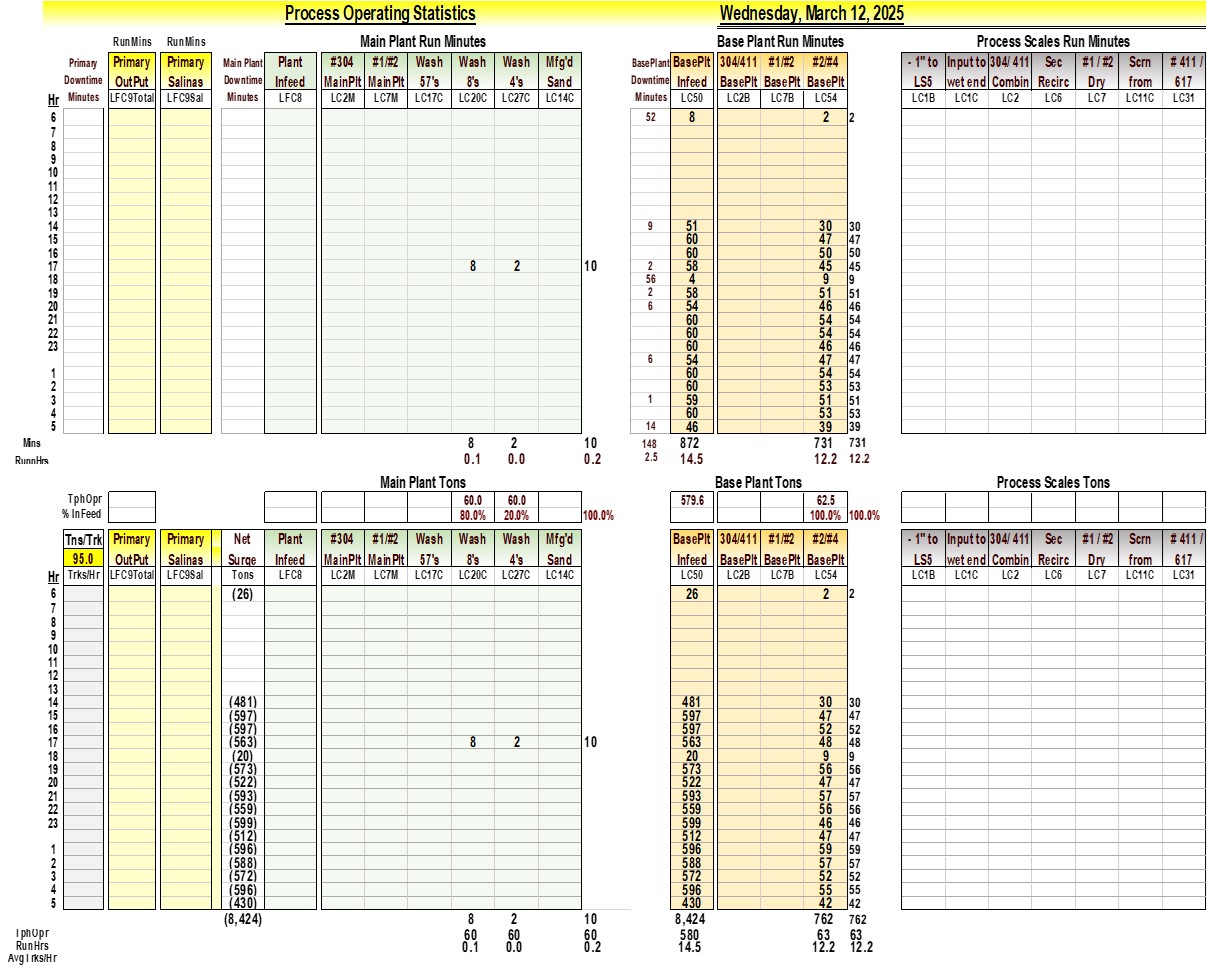 Process Operating Statistics Wednesday, March 12, 2025
RunMins RunMins Main Plant Run Minutes Base Plant Run Minutes Process Scales Run Minutes
Primary Primary Primary Main Plant Plant #304 #1/#2 Wash Wash Wash Mfg'd BasePlant BasePlt 304/411 #1/#2 #2/#4 - 1" to Input to 304/ 411 Sec #1 / #2 Scrn # 411 /
Downtime OutPut Salinas Downtime Infeed MainPlt MainPlt 57's 8's 4's Sand Downtime Infeed BasePlt BasePlt BasePlt LS5 wet end Combin Recirc Dry from 617
Hr Minutes LFC9Total LFC9Sal Minutes LFC8 LC2M LC7M LC17C LC20C LC27C LC14C Minutes LC50 LC2B LC7B LC54 LC1B LC1C LC2 LC6 LC7 LC11C LC31
6 52 8 2 2
7
8
9
10
11
12
13
14 9 51 30 30
15 60 47 47
16 60 50 50
17 8 2 10 2 58 45 45
18 56 4 9 9
19 2 58 51 51
20 6 54 46 46
21 60 54 54
22 60 54 54
23 60 46 46
6 54 47 47
1 60 54 54
2 60 53 53
3 1 59 51 51
4 60 53 53
5 14 46 39 39
Mins 8 2 10 148 872 731 731
RunnHrs 0.1 0.0 0.2 2.5 14.5 12.2 12.2
Main Plant Tons Base Plant Tons Process Scales Tons
TphOpr 60.0 60.0 579.6 62.5
% InFeed 80.0% 20.0% 100.0% 100.0% 100.0%
Tns/Trk Primary Primary Net Plant #304 #1/#2 Wash Wash Wash Mfg'd BasePlt 304/411 #1/#2 #2/#4 - 1" to Input to 304/ 411 Sec #1 / #2 Scrn # 411 /
95.0 OutPut Salinas Surge Infeed MainPlt MainPlt 57's 8's 4's Sand Infeed BasePlt BasePlt BasePlt LS5 wet end Combin Recirc Dry from 617
Hr Trks/Hr LFC9Total LFC9Sal Tons LFC8 LC2M LC7M LC17C LC20C LC27C LC14C LC50 LC2B LC7B LC54 LC1B LC1C LC2 LC6 LC7 LC11C LC31
6 (26) 26 2 2
7
8
9
10
11
12
13
14 (481) 481 30 30
15 (597) 597 47 47
16 (597) 597 52 52
17 (563) 8 2 10 563 48 48
18 (20) 20 9 9
19 (573) 573 56 56
20 (522) 522 47 47
21 (593) 593 57 57
22 (559) 559 56 56
23 (599) 599 46 46
(512) 512 47 47
1 (596) 596 59 59
2 (588) 588 57 57
3 (572) 572 52 52
4 (596) 596 55 55
5 (430) 430 42 42
(8,424) 8 2 10 8,424 762 762
TphOpr 60 60 60 580 63 63
RunHrs 0.1 0.0 0.2 14.5 12.2 12.2
Avg Trks/Hr